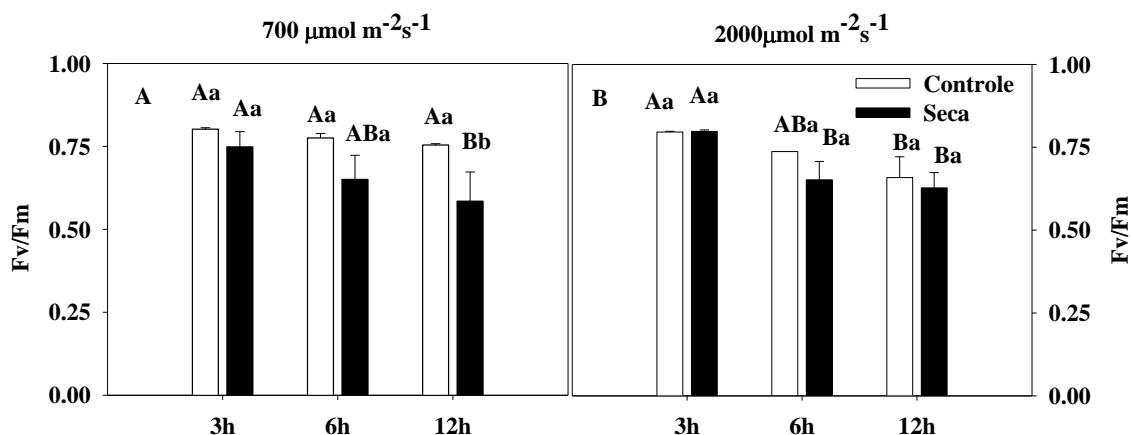 700 μmol m⁻²s⁻¹
2000μmol m⁻²s⁻¹
A
Aa Aa Aa ABa Aa Bb
1.00
0.75
0.50
0.25
0.00
Fv/Fm
3h 6h 12h
B
Controle
Seca
Aa Aa ABa Ba Ba Ba
1.00
0.75
0.50
0.25
0.00
Fv/Fm
3h 6h 12h